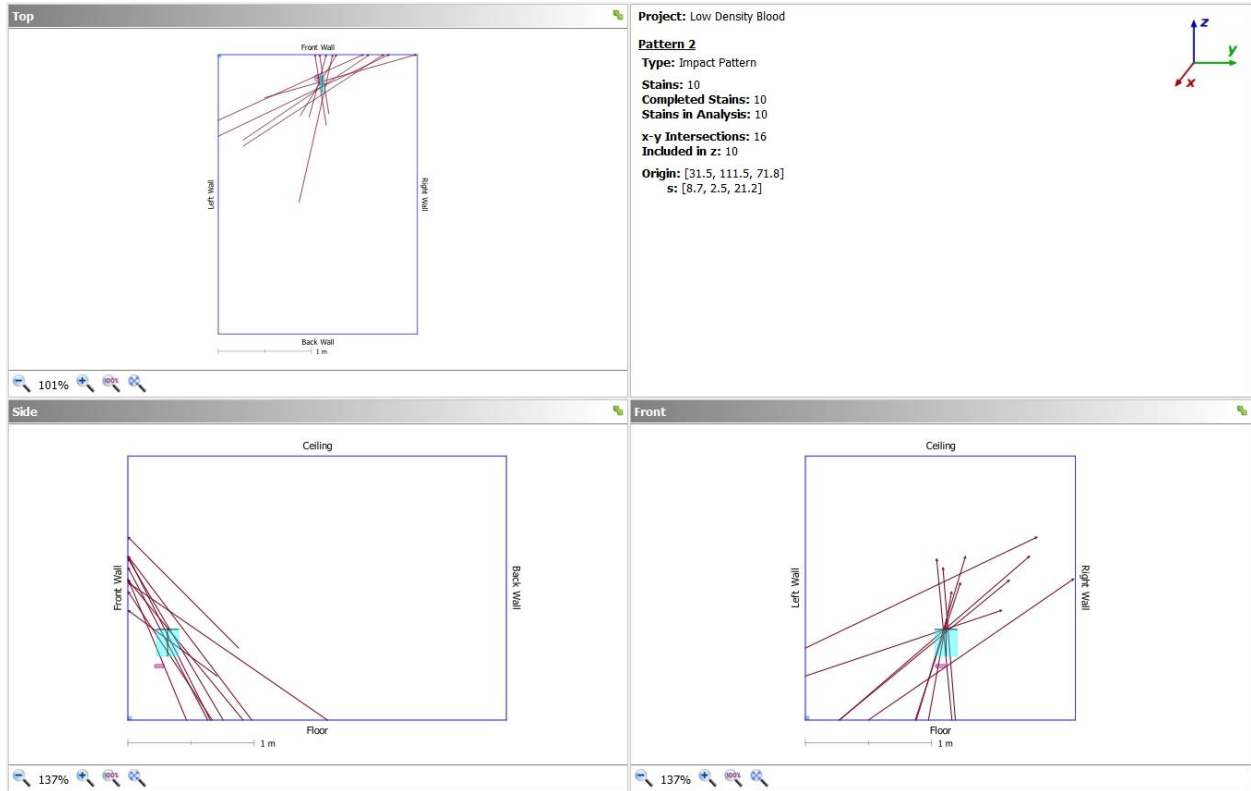 Top
Front Wall
Left Wall
Right Wall
Back Wall
1 m
101%
100%
Project: Low Density Blood
Pattern 2
Type: Impact Pattern
Stains: 10
Completed Stains: 10
Stains in Analysis: 10
x-y Intersections: 16
Included in z: 10
Origin: [31.5, 111.5, 71.8]
s: [8.7, 2.5, 21.2]
z
y
x
Side
Ceiling
Front Wall
Back Wall
Floor
1 m
137%
100%
Front
Ceiling
Left Wall
Right Wall
Floor
1 m
137%
100%